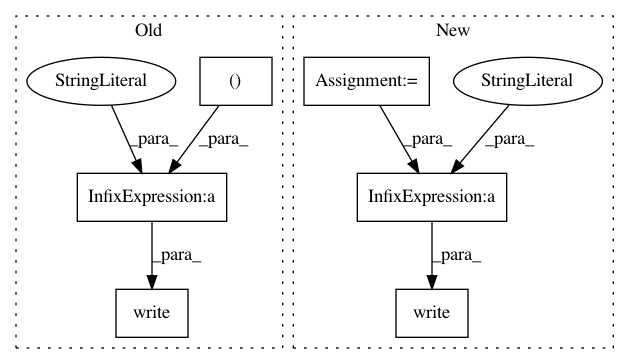 Old
New
StringLiteral
()
Assignment:=
StringLiteral
_para_
_para_
_para_
_para_
InfixExpression:a
InfixExpression:a
_para_
_para_
write
write